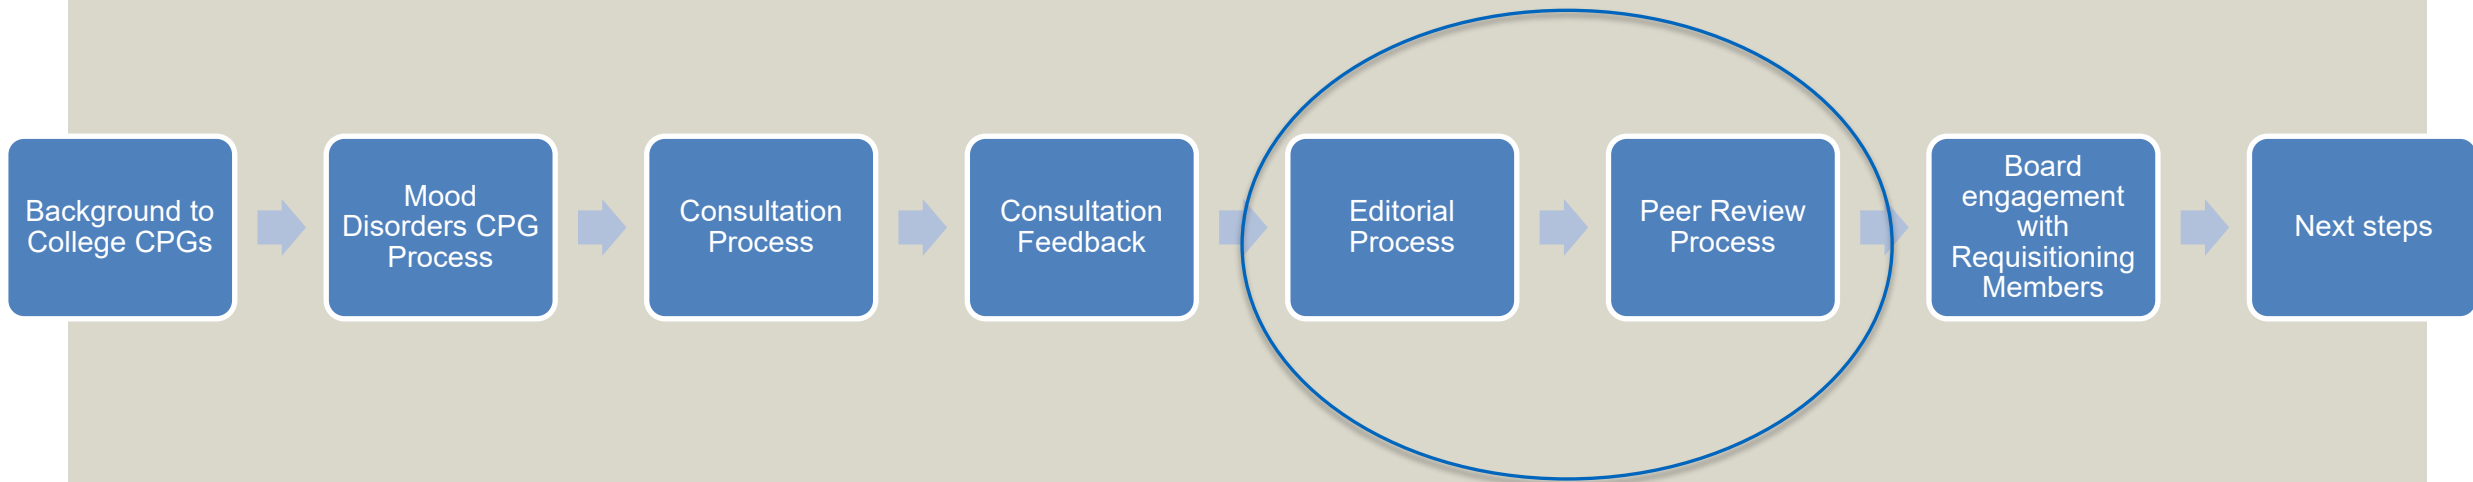 Background to
College CPGs
Mood
Disorders CPG
Process
Consultation
Process
Consultation
Feedback
Editorial
Process
Peer Review
Process
Board
engagement
with
Requisitioning
Members
Next steps